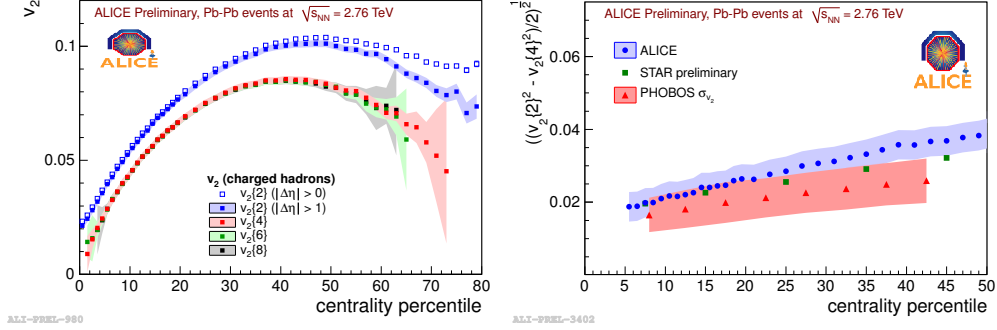 ALICE Preliminary, Pb-Pb events at √sNN = 2.76 TeV
v2
0.1
0.05
0
ALICE
v2 (charged hadrons)
v2{2} (|Δη| > 0)
v2{2} (|Δη| > 1)
v2{4}
v2{6}
v2{8}
0 10 20 30 40 50 60 70 80
centrality percentile
ALI-PREL-980
ALICE Preliminary, Pb-Pb events at √sNN = 2.76 TeV
((v2{2}² - v2{4}²)/2)^½
0.06
0.04
0.02
ALICE
STAR preliminary
PHOBOS σv2
ALICE
0 5 10 15 20 25 30 35 40 45 50
centrality percentile
ALI-PREL-3402